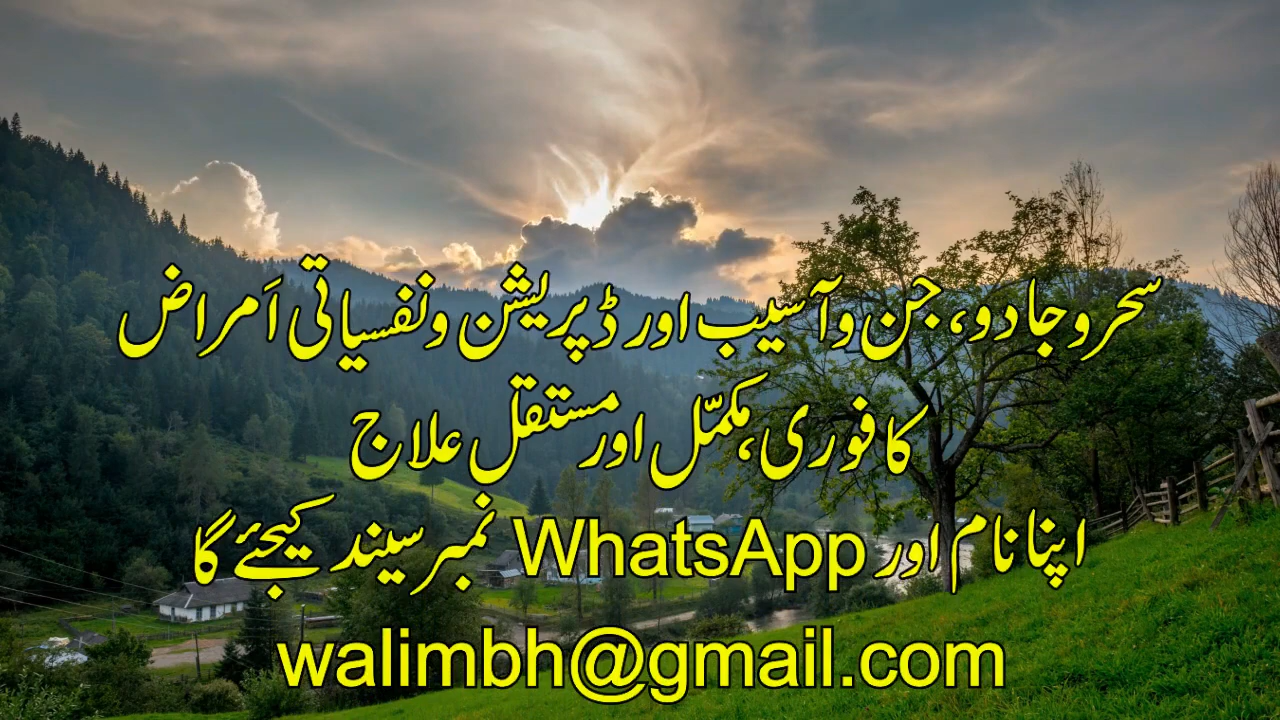 سحر و جادو، جن و آسیب اور ڈپریشن و نفسیاتی اَمراض
کا فوری، مکمّل اور مستقل علاج
اپنا نام اور WhatsApp نمبر سینڈ کیجئے گا
walimbh@gmail.com